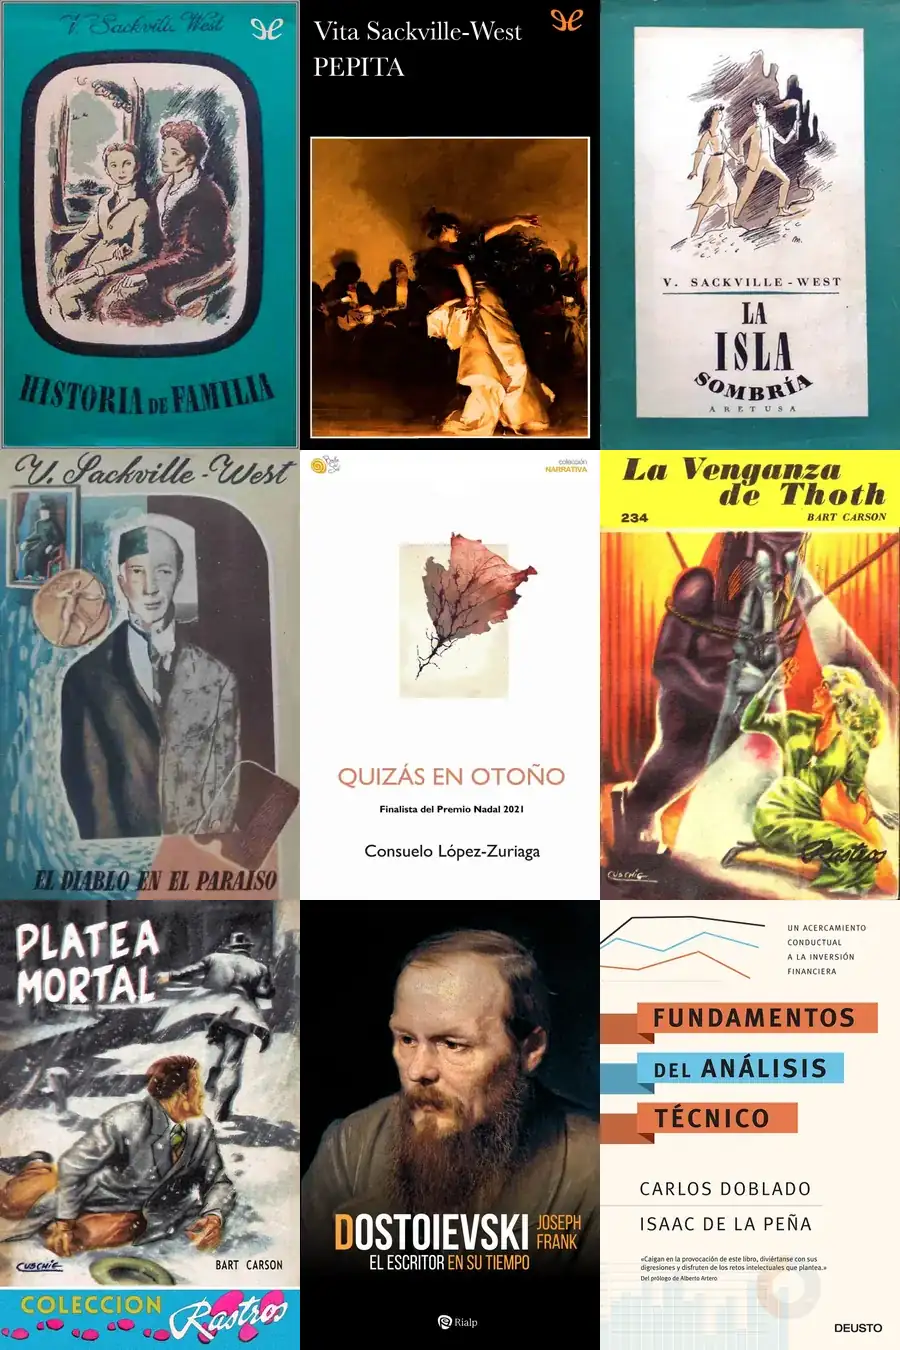 V. Sackville West
HISTORIA DE FAMILIA
Vita Sackville-West
PEPITA
V. SACKVILLE-WEST
LA
ISLA
SOMBRÍA
ARETUSA
V. Sackville-West
EL DIABLO EN EL PARAISO
colección
NARRATIVA
QUIZÁS EN OTOÑO
Finalista del Premio Nadal 2021
Consuelo López-Zuriaga
La Venganza
de Thoth
234
BART CARSON
Rastros
CUSCHIE
PLATEA
MORTAL
CUSCHIE
BART CARSON
COLECCION
Rastros
DOSTOIEVSKI
JOSEPH
FRANK
EL ESCRITOR EN SU TIEMPO
Rialp
UN ACERCAMIENTO
CONDUCTUAL
A LA INVERSIÓN
FINANCIERA
FUNDAMENTOS
DEL ANÁLISIS
TÉCNICO
CARLOS DOBLADO
ISAAC DE LA PEÑA
«Caigan en la provocación de este libro, diviértanse con sus
digresiones y disfruten de los retos intelectuales que plantea.»
Del prólogo de Alberto Artero
DEUSTO